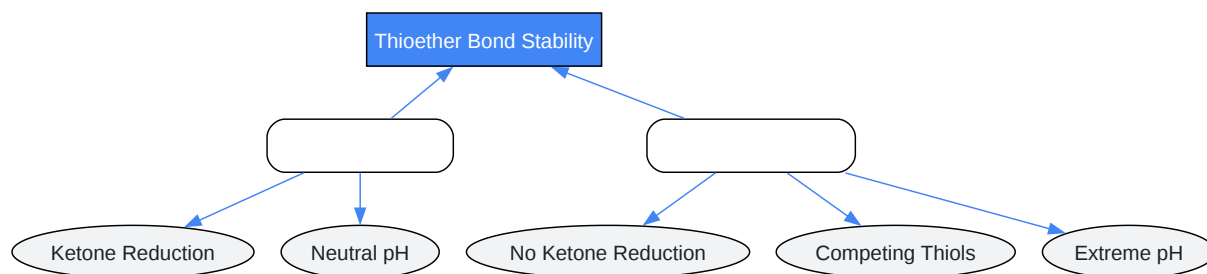 Thioether Bond Stability
Ketone Reduction
Neutral pH
No Ketone Reduction
Competing Thiols
Extreme pH